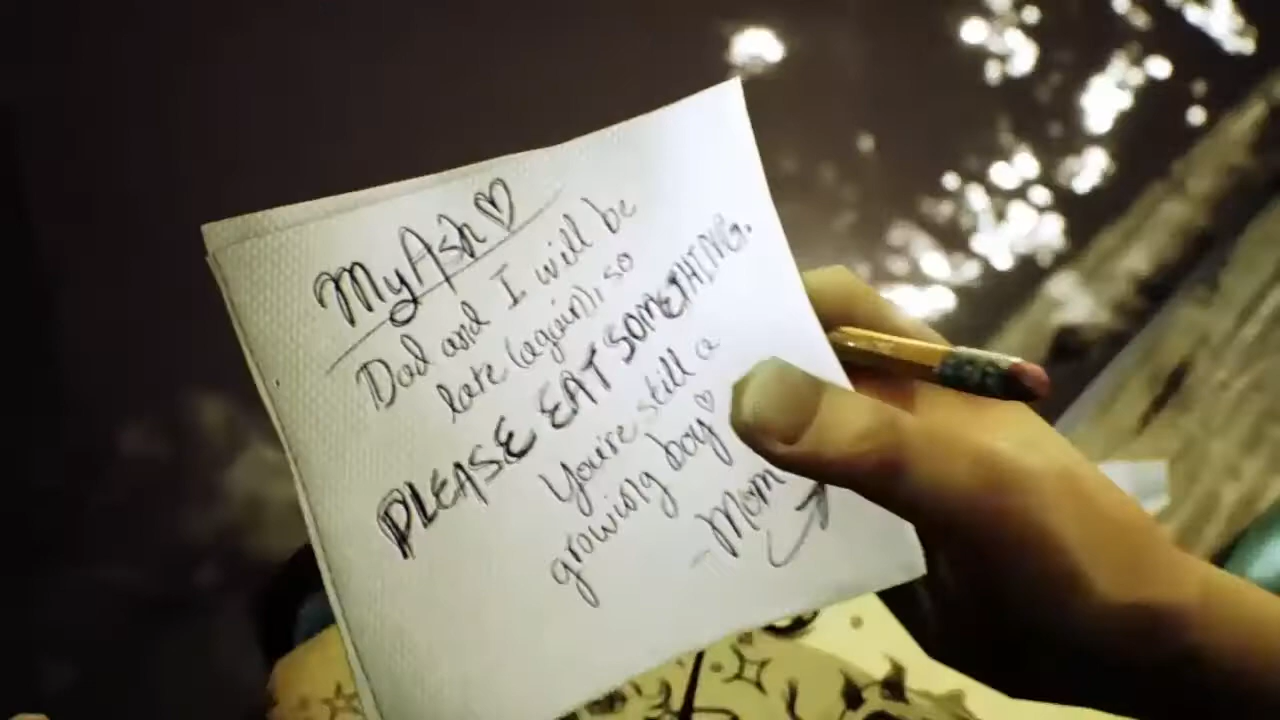 My Ash♡
Dad and I will be
late (again), so
PLEASE EAT SOMETHING.
You're still a
growing boy♡
-Mom